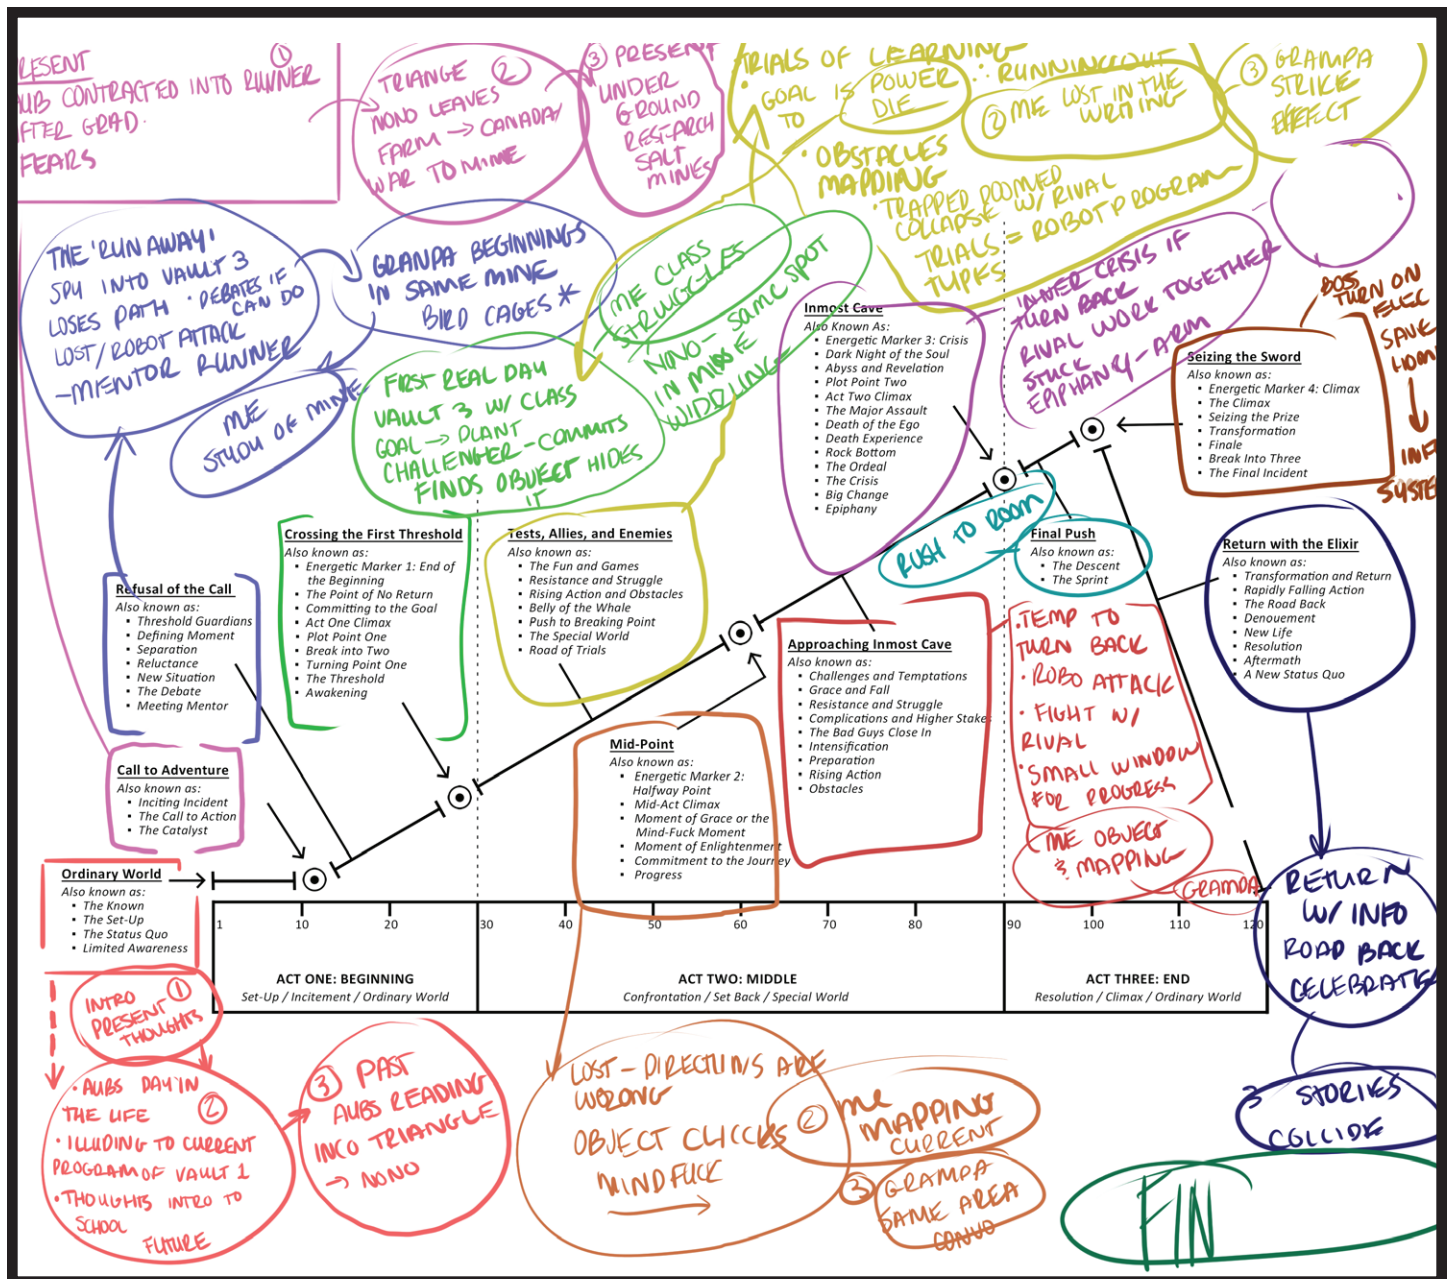 RESENT
①
AUB CONTRACTED INTO RUNNER
AFTER GRAD.
FEARS
TRIANGE ②
NONO LEAVES
FARM → CANADA
WAR TO MINE
③ PRESENT
UNDER
GROUND
RESEARCH
SALT
MINES
TRIALS OF LEARNING
• GOAL IS POWER
TO DIE
∴ RUNNING OUT
② ME LOST IN THE
WRITING
③ GRAMPA
STRIKE
EFFECT
• OBSTACLES
MAPPING
• TRAPPED DOOMED
COLLAPSE W/ RIVAL
TRIALS = ROBOT PROGRAM
TURKS
THE 'RUN AWAY'
SPY INTO VAULT 3
LOSES PATH • DEBATES IF
CAN DO
LOST/ROBOT ATTACK
—MENTOR RUNNER
GRANPA BEGINNINGS
IN SAME MINE
BIRD CAGES *
ME
STUDY OF MINE
ME CLASS
STRUGGLES
NINO— SAME SPOT
IN MIDDLE
WIDDLING
FIRST REAL DAY
VAULT 3 W/ CLASS
GOAL → PLANT
CHALLENGER—COMMITS
FINDS OBJECT HIDES
IT
INNER CRISIS IF
TURN BACK
RIVAL WORK TOGETHER
STUCK
EPIPHANY - ARM
BOSS
TURN ON
ELEC
SAVE
HOM
↓
INF
SYSTE
Inmost Cave
Also Known As:
▪ Energetic Marker 3: Crisis
▪ Dark Night of the Soul
▪ Abyss and Revelation
▪ Plot Point Two
▪ Act Two Climax
▪ The Major Assault
▪ Death of the Ego
▪ Death Experience
▪ Rock Bottom
▪ The Ordeal
▪ The Crisis
▪ Big Change
▪ Epiphany
Seizing the Sword
Also known as:
▪ Energetic Marker 4: Climax
▪ The Climax
▪ Seizing the Prize
▪ Transformation
▪ Finale
▪ Break Into Three
▪ The Final Incident
RUSH TO ROOM
Final Push
Also known as:
▪ The Descent
▪ The Sprint
Return with the Elixir
Also known as:
▪ Transformation and Return
▪ Rapidly Falling Action
▪ The Road Back
▪ Denouement
▪ New Life
▪ Resolution
▪ Aftermath
▪ A New Status Quo
Crossing the First Threshold
Also known as:
▪ Energetic Marker 1: End of
the Beginning
▪ The Point of No Return
▪ Committing to the Goal
▪ Act One Climax
▪ Plot Point One
▪ Break into Two
▪ Turning Point One
▪ The Threshold
▪ Awakening
Tests, Allies, and Enemies
Also known as:
▪ The Fun and Games
▪ Resistance and Struggle
▪ Rising Action and Obstacles
▪ Belly of the Whale
▪ Push to Breaking Point
▪ The Special World
▪ Road of Trials
Refusal of the Call
Also known as:
▪ Threshold Guardians
▪ Defining Moment
▪ Separation
▪ Reluctance
▪ New Situation
▪ The Debate
▪ Meeting Mentor
Approaching Inmost Cave
Also known as:
▪ Challenges and Temptations
▪ Grace and Fall
▪ Resistance and Struggle
▪ Complications and Higher Stakes
▪ The Bad Guys Close In
▪ Intensification
▪ Preparation
▪ Rising Action
▪ Obstacles
• TEMP TO
TURN BACK
• ROBO ATTACK
• FIGHT W/
RIVAL
• SMALL WINDOW
FOR PROGRESS
ME OBJECT
& MAPPING
GRAMPA
Mid-Point
Also known as:
▪ Energetic Marker 2:
Halfway Point
▪ Mid-Act Climax
▪ Moment of Grace or the
Mind-Fuck Moment
▪ Moment of Enlightenment
▪ Commitment to the Journey
▪ Progress
Call to Adventure
Also known as:
▪ Inciting Incident
▪ The Call to Action
▪ The Catalyst
Ordinary World
Also known as:
▪ The Known
▪ The Set-Up
▪ The Status Quo
▪ Limited Awareness
1 10 20 30 40 50 60 70 80 90 100 110 120
ACT ONE: BEGINNING
Set-Up / Incitement / Ordinary World
ACT TWO: MIDDLE
Confrontation / Set Back / Special World
ACT THREE: END
Resolution / Climax / Ordinary World
RETURN
W/ INFO
ROAD BACK
CELEBRATE
INTRO ①
PRESENT
THOUGHTS
• AUBS DAY IN
THE LIFE ②
• ILLUDING TO CURRENT
PROGRAM OF VAULT 1
• THOUGHTS INTRO TO
SCHOOL
FUTURE
③ PAST
AUBS READING
INCO TRIANGLE
→ NONO
LOST - DIRECTIONS ARE
WRONG
OBJECT CLICCKS
MINDFUCK
② ME
MAPPING
CURRENT
③ GRAMPA
SAME AREA
CONVO
3 STORIES
COLLIDE
FIN